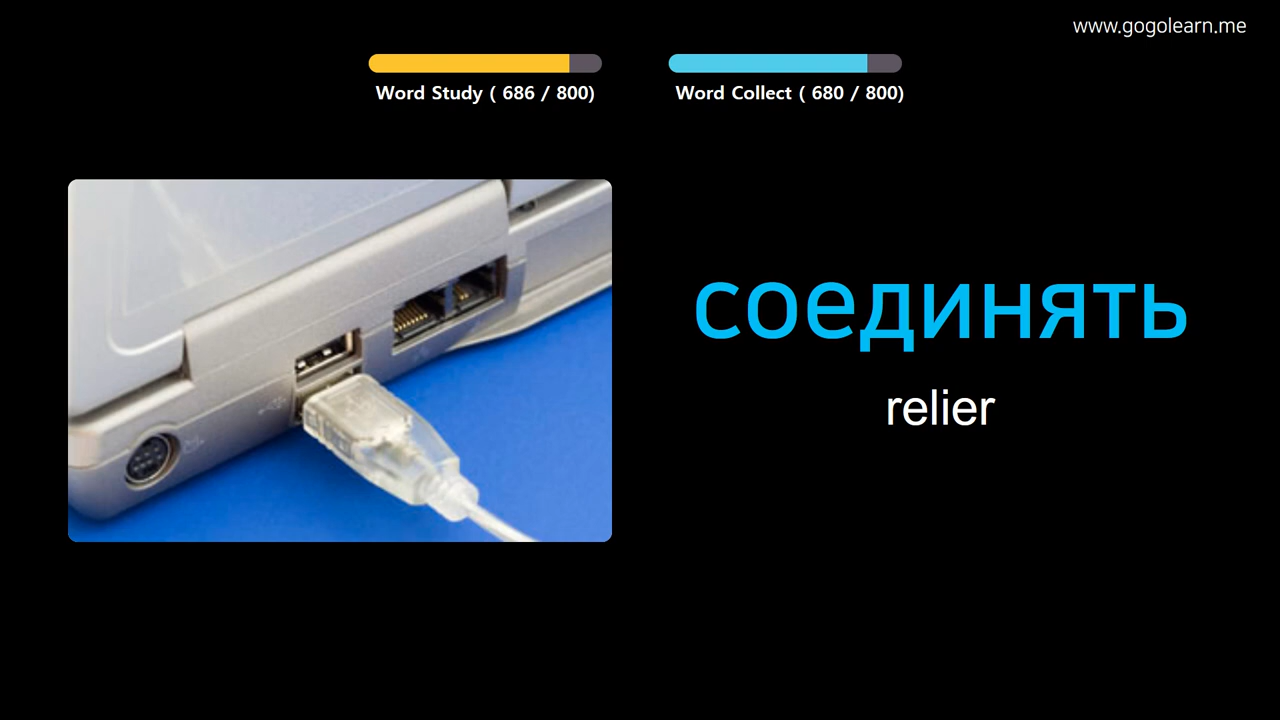 www.gogolearn.me
Word Study ( 686 / 800)
Word Collect ( 680 / 800)
соединять
relier